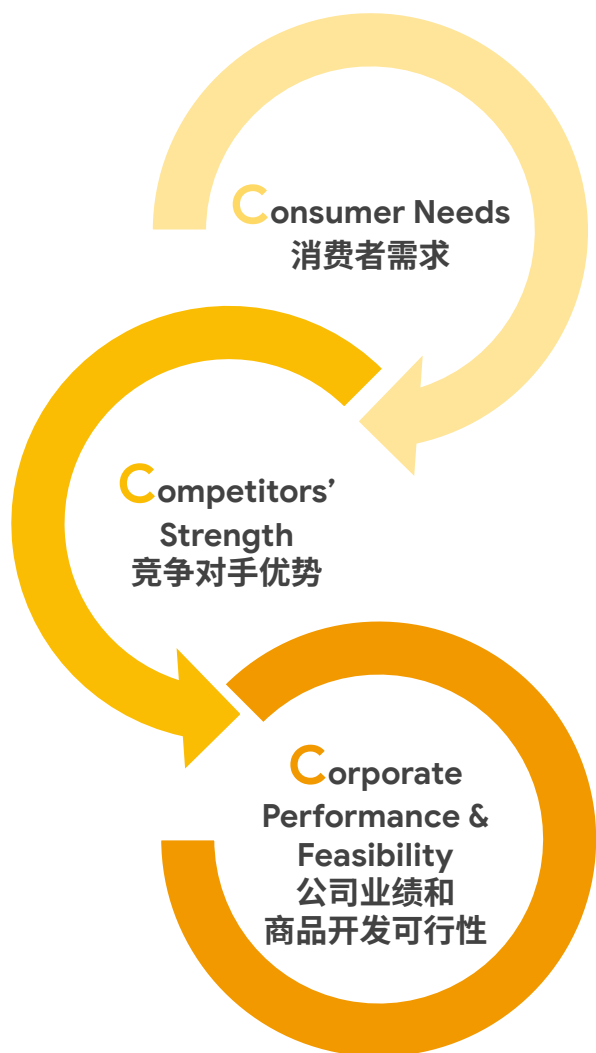 Consumer Needs
消费者需求
Competitors’
Strength
竞争对手优势
Corporate
Performance &
Feasibility
公司业绩和
商品开发可行性